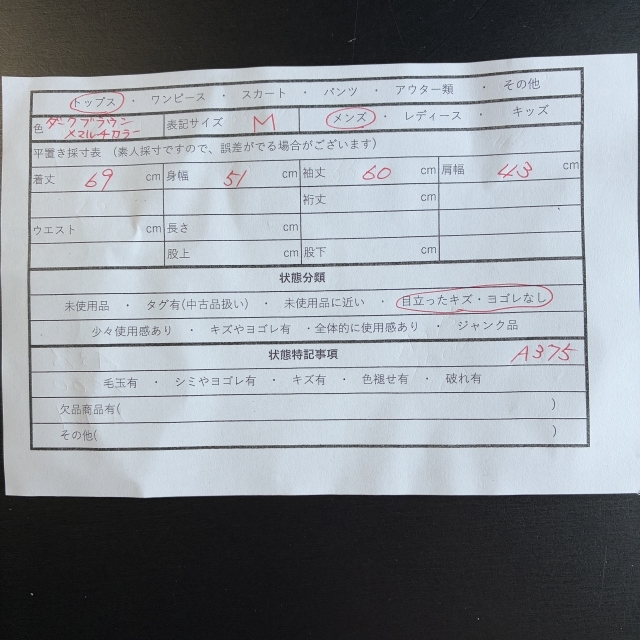 トップス ・ ワンピース ・ スカート ・ パンツ ・ アウター類 ・ その他
色 ダークブラウン×マルチカラー 表記サイズ M メンズ ・ レディース ・ キッズ
平置き採寸表 (素人採寸ですので、誤差がでる場合がございます)
着丈 69 cm 身幅 51 cm 袖丈 60 cm 肩幅 43 cm
裄丈 cm
ウエスト cm 長さ
股上 cm 股下 cm
状態分類
未使用品 ・ タグ有(中古品扱い)・ 未使用品に近い ・ 目立ったキズ・ヨゴレなし
少々使用感あり ・ キズやヨゴレ有 ・全体的に使用感あり ・ ジャンク品
状態特記事項 A375
毛玉有 ・ シミやヨゴレ有 ・ キズ有 ・ 色褪せ有 ・ 破れ有
欠品商品有( )
その他( )